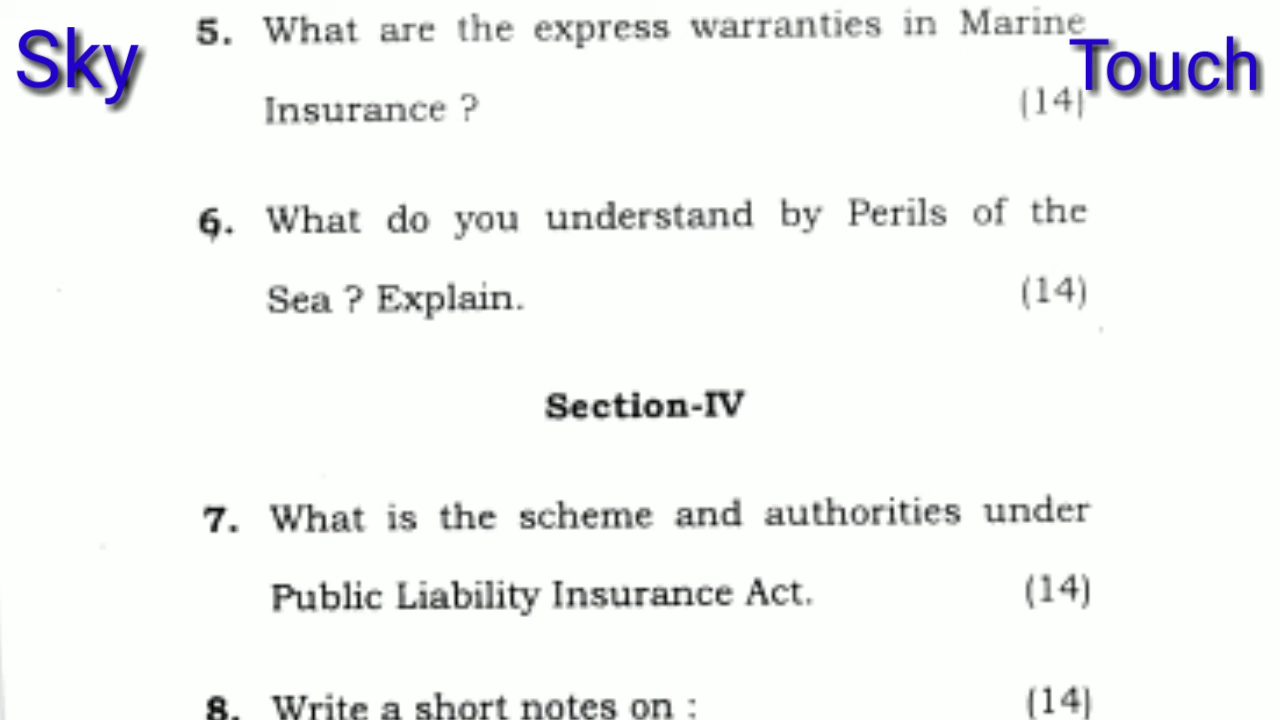 Sky
Touch
5. What are the express warranties in Marine
Insurance ? (14)
6. What do you understand by Perils of the
Sea ? Explain. (14)
Section-IV
7. What is the scheme and authorities under
Public Liability Insurance Act. (14)
8. Write a short notes on : (14)